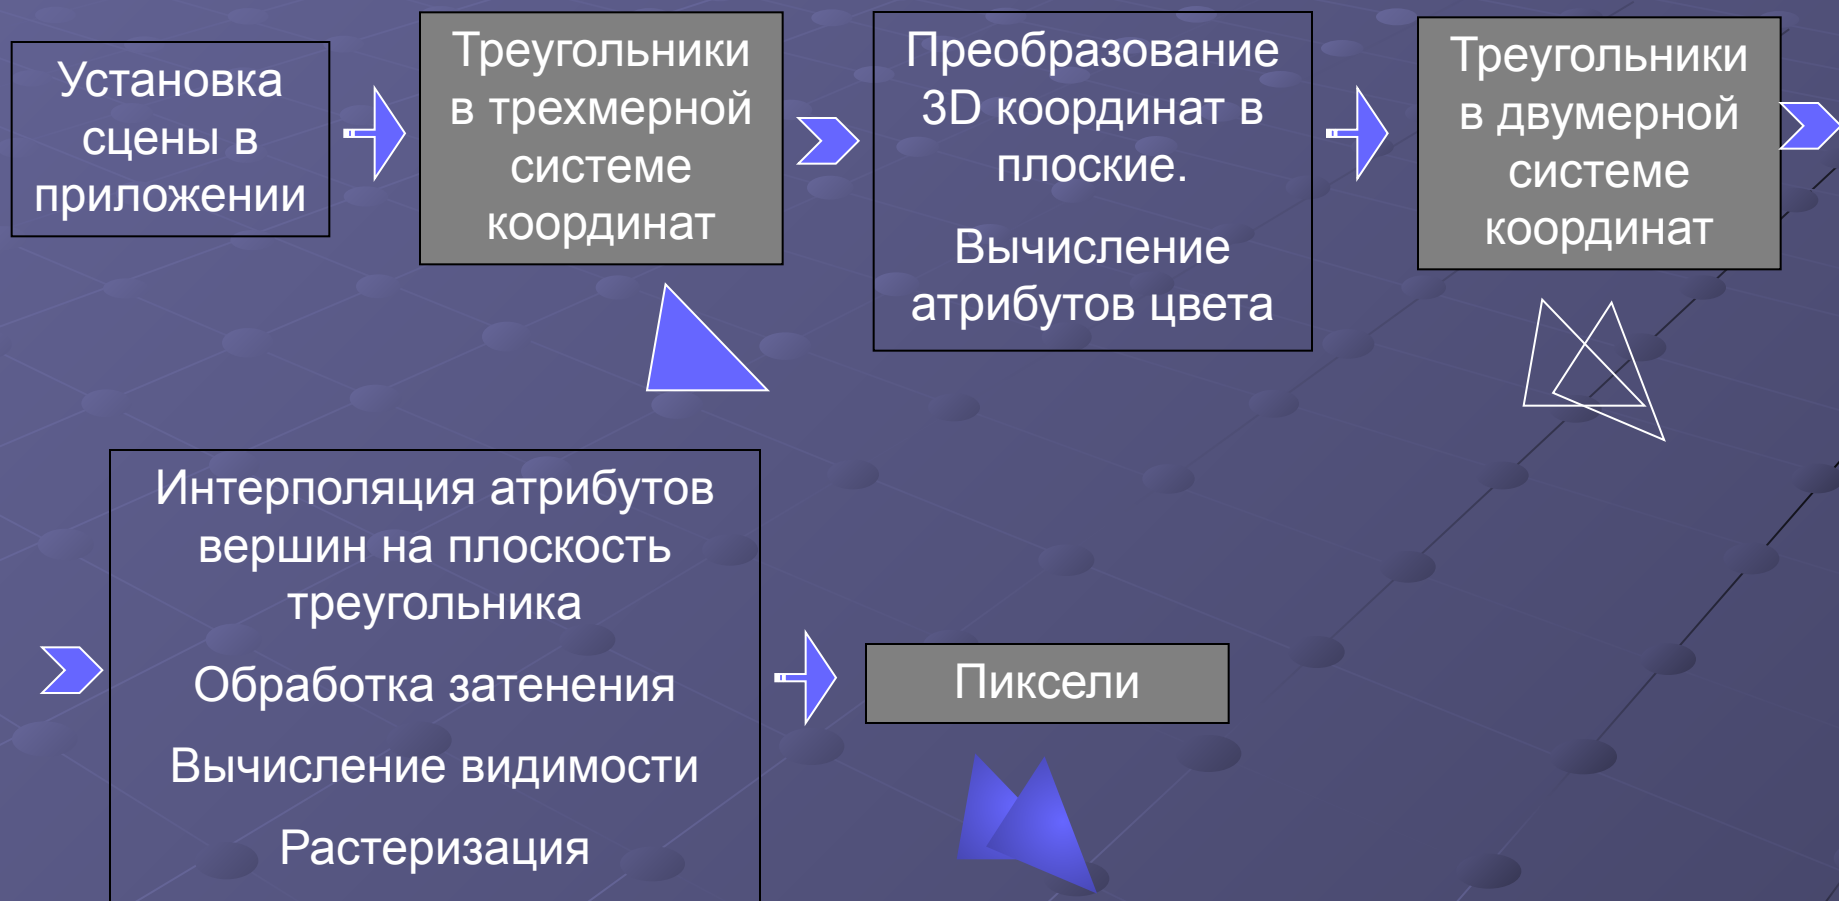 Установка
сцены в
приложении
Треугольники
в трехмерной
системе
координат
Преобразование
3D координат в
плоские.
Вычисление
атрибутов цвета
Треугольники
в двумерной
системе
координат
Интерполяция атрибутов
вершин на плоскость
треугольника
Обработка затенения
Вычисление видимости
Растеризация
Пиксели